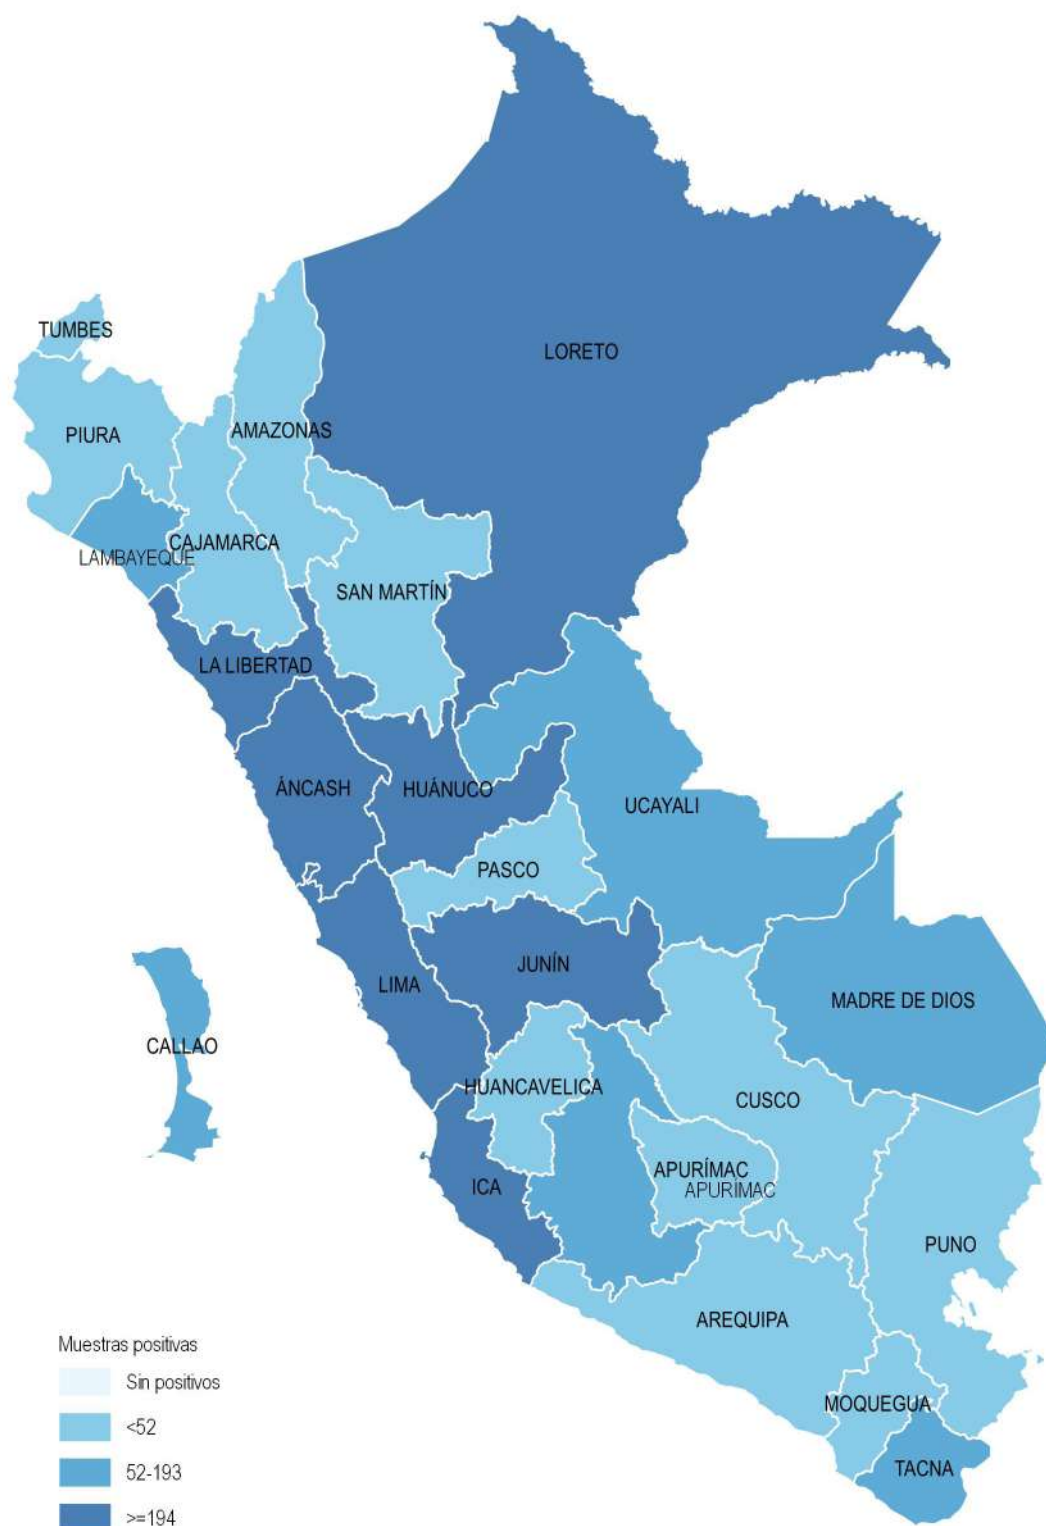 TUMBES
LORETO
PIURA
AMAZONAS
LAMBAYEQUE
CAJAMARCA
SAN MARTÍN
LA LIBERTAD
ÁNCASH
HUÁNUCO
UCAYALI
PASCO
JUNÍN
LIMA
MADRE DE DIOS
CALLAO
HUANCAVELICA
CUSCO
APURÍMAC
APURÍMAC
ICA
PUNO
AREQUIPA
MOQUEGUA
TACNA
Muestras positivas
Sin positivos
<52
52-193
>=194